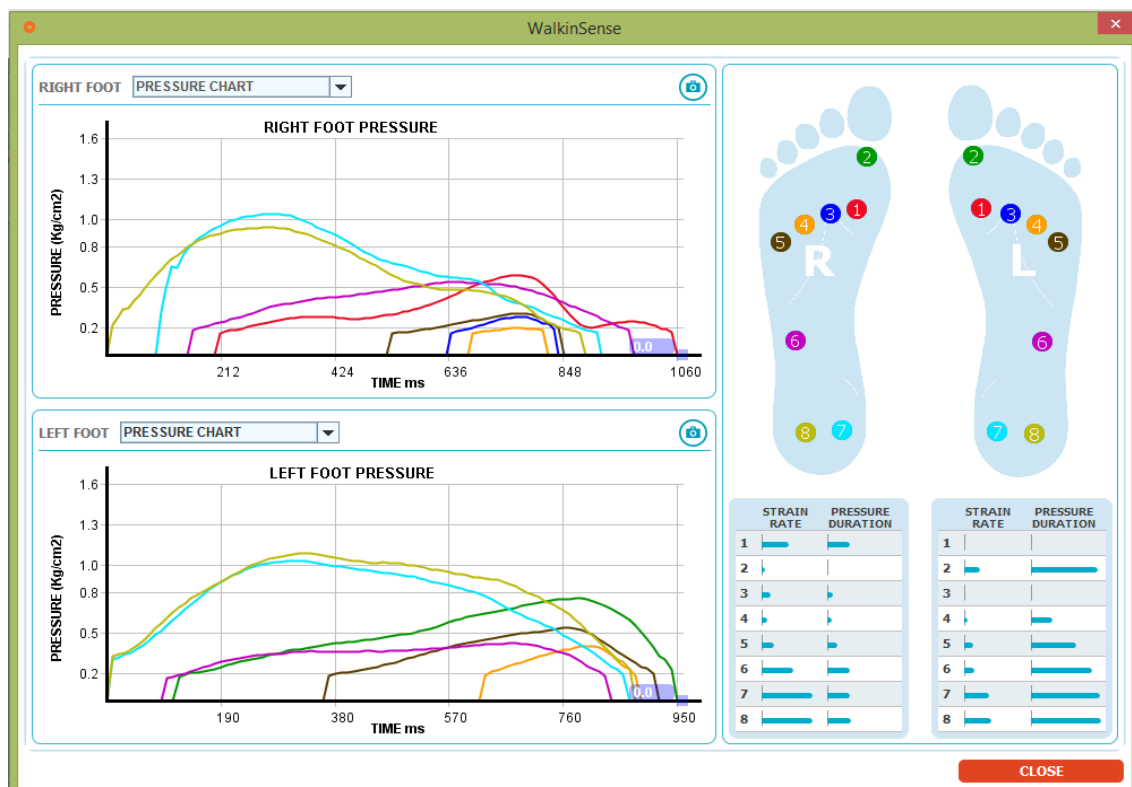 WalkinSense
RIGHT FOOT PRESSURE CHART
RIGHT FOOT PRESSURE
PRESSURE (Kg/cm2)
1.6
1.3
1.0
0.8
0.5
0.2
0.0
212 424 636 848 1060
TIME ms
LEFT FOOT PRESSURE CHART
LEFT FOOT PRESSURE
PRESSURE (Kg/cm2)
1.6
1.3
1.0
0.8
0.5
0.2
0.0
190 380 570 760 950
TIME ms
2
1
3
4
5
R
6
8 7
2
1
3
4
5
L
6
7 8
STRAIN RATE PRESSURE DURATION
1
2
3
4
5
6
7
8
STRAIN RATE PRESSURE DURATION
1
2
3
4
5
6
7
8
CLOSE